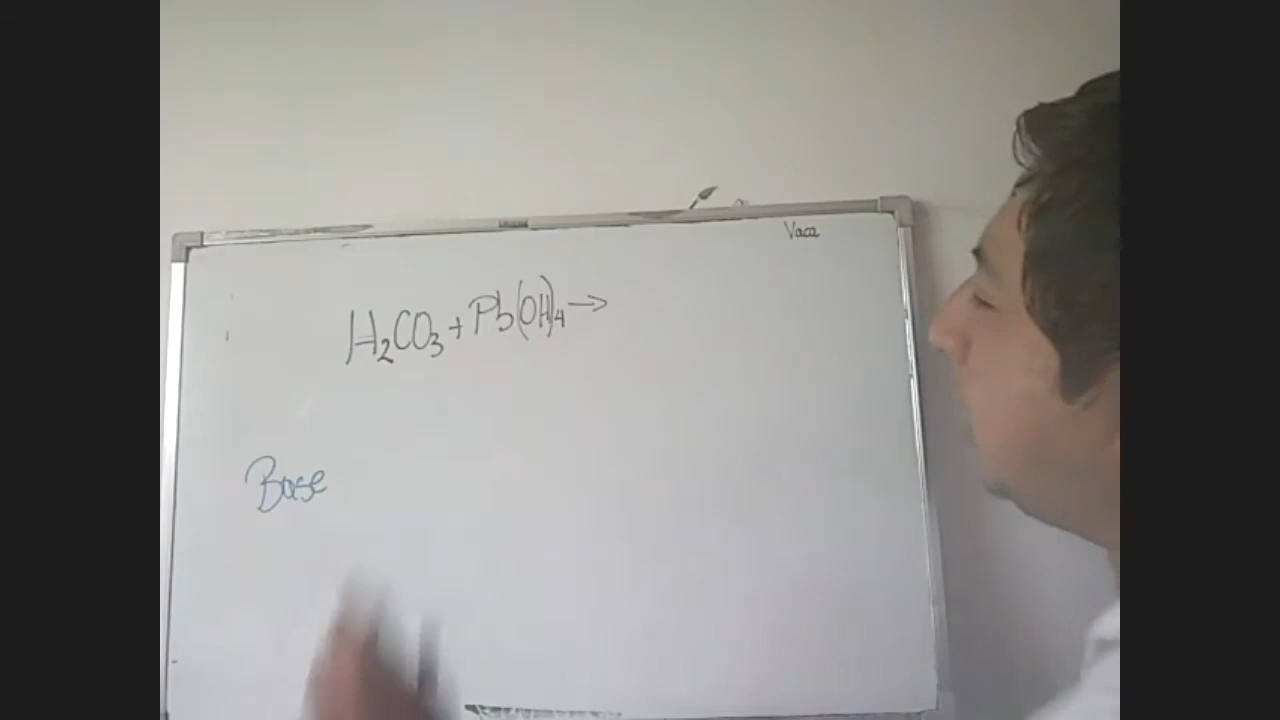 Vaca
H₂CO₃ + Pb(OH)₄ →
Base